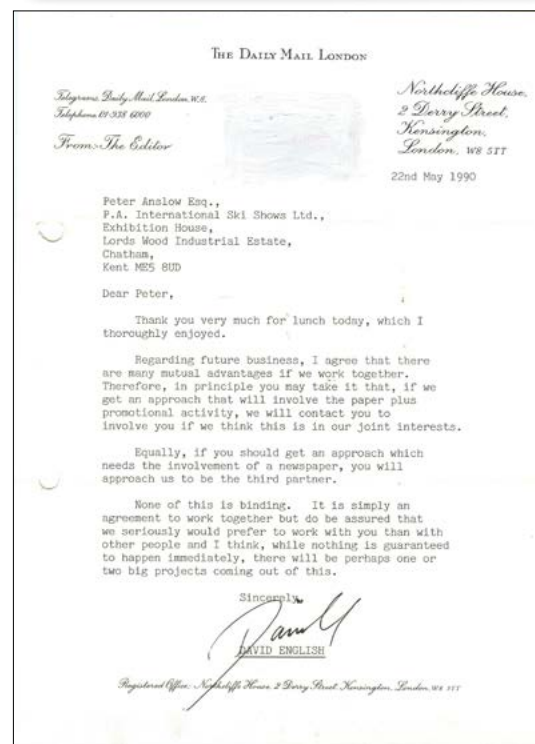 THE DAILY MAIL LONDON
Telegrams Daily Mail London. W.8.
Telephone 01-938 6000
From:- The Editor
Northcliffe House,
2 Derry Street,
Kensington,
London, W8 5TT
22nd May 1990
Peter Anslow Esq.,
P.A. International Ski Shows Ltd.,
Exhibition House,
Lords Wood Industrial Estate,
Chatham,
Kent ME5 8UD
Dear Peter,
Thank you very much for lunch today, which I
thoroughly enjoyed.
Regarding future business, I agree that there
are many mutual advantages if we work together.
Therefore, in principle you may take it that, if we
get an approach that will involve the paper plus
promotional activity, we will contact you to
involve you if we think this is in our joint interests.
Equally, if you should get an approach which
needs the involvement of a newspaper, you will
approach us to be the third partner.
None of this is binding. It is simply an
agreement to work together but do be assured that
we seriously would prefer to work with you than with
other people and I think, while nothing is guaranteed
to happen immediately, there will be perhaps one or
two big projects coming out of this.
Sincerely,
David
DAVID ENGLISH
Registered Office: Northcliffe House 2 Derry Street Kensington, London, W8 5TT